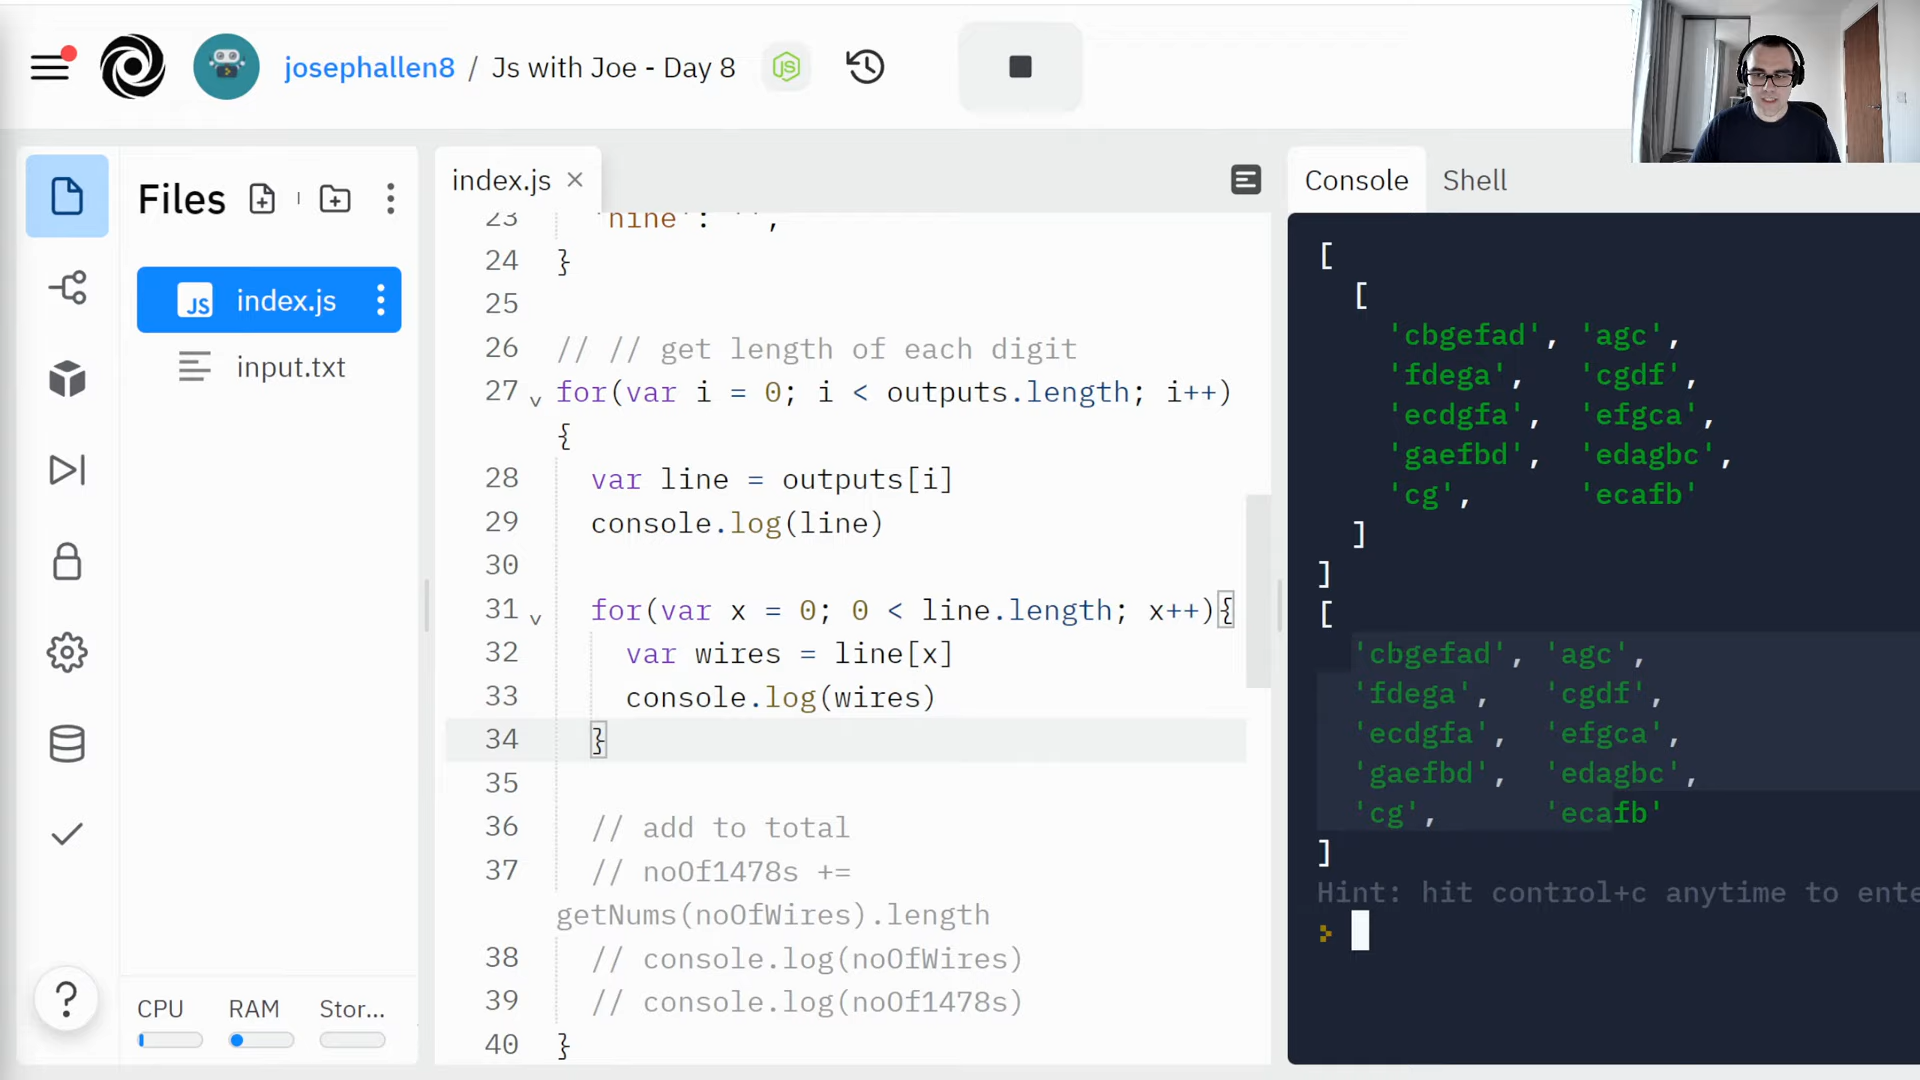 josephallen8 / Js with Joe - Day 8
Files
JS index.js
input.txt
CPU RAM Stor...
index.js
23 'nine': '',
24 }
25
26 // // get length of each digit
27 for(var i = 0; i < outputs.length; i++)
{
28 var line = outputs[i]
29 console.log(line)
30
31 for(var x = 0; 0 < line.length; x++){
32 var wires = line[x]
33 console.log(wires)
34 }
35
36 // add to total
37 // noOf1478s +=
getNums(noOfWires).length
38 // console.log(noOfWires)
39 // console.log(noOf1478s)
40 }
Console Shell
[
[
'cbgefad', 'agc',
'fdega', 'cgdf',
'ecdgfa', 'efgca',
'gaefbd', 'edagbc',
'cg', 'ecafb'
]
]
[
'cbgefad', 'agc',
'fdega', 'cgdf',
'ecdgfa', 'efgca',
'gaefbd', 'edagbc',
'cg', 'ecafb'
]
Hint: hit control+c anytime to ente
>